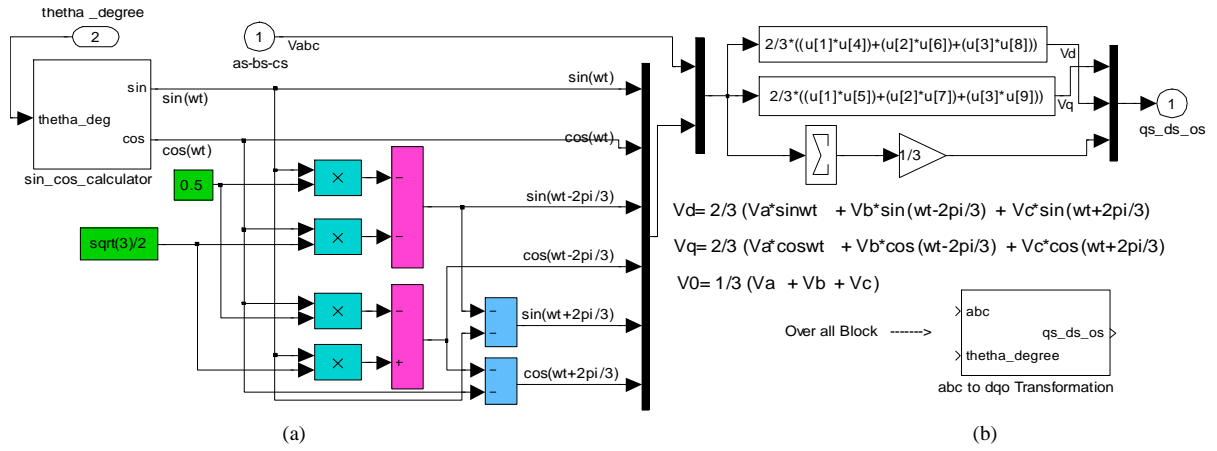 thetha _degree
2
1
Vabc
as-bs-cs
sin
sin(wt)
thetha_deg
cos
cos(wt)
sin_cos_calculator
0.5
sqrt(3)/2
×
×
×
×
−
−
−
+
−
−
−
−
sin(wt)
cos(wt)
sin(wt-2pi/3)
cos(wt-2pi/3)
sin(wt+2pi/3)
cos(wt+2pi/3)
2/3*((u[1]*u[4])+(u[2]*u[6])+(u[3]*u[8]))
Vd
2/3*((u[1]*u[5])+(u[2]*u[7])+(u[3]*u[9]))
Vq
1/3
1
qs_ds_os
Vd= 2/3 (Va*sinwt + Vb*sin(wt-2pi/3) + Vc*sin(wt+2pi/3)
Vq= 2/3 (Va*coswt + Vb*cos(wt-2pi/3) + Vc*cos(wt+2pi/3)
V0= 1/3 (Va + Vb + Vc)
Over all Block ------->
abc
qs_ds_os
thetha_degree
abc to dqo Transformation
(a)
(b)